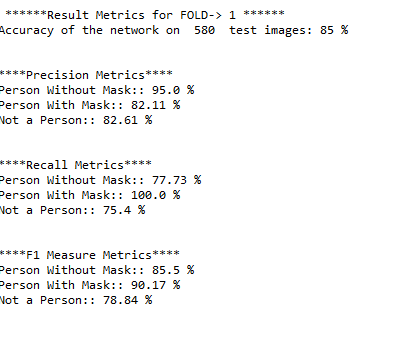 ******Result Metrics for FOLD-> 1 ******
Accuracy of the network on  580  test images: 85 %
****Precision Metrics****
Person Without Mask:: 95.0 %
Person With Mask:: 82.11 %
Not a Person:: 82.61 %
****Recall Metrics****
Person Without Mask:: 77.73 %
Person With Mask:: 100.0 %
Not a Person:: 75.4 %
****F1 Measure Metrics****
Person Without Mask:: 85.5 %
Person With Mask:: 90.17 %
Not a Person:: 78.84 %